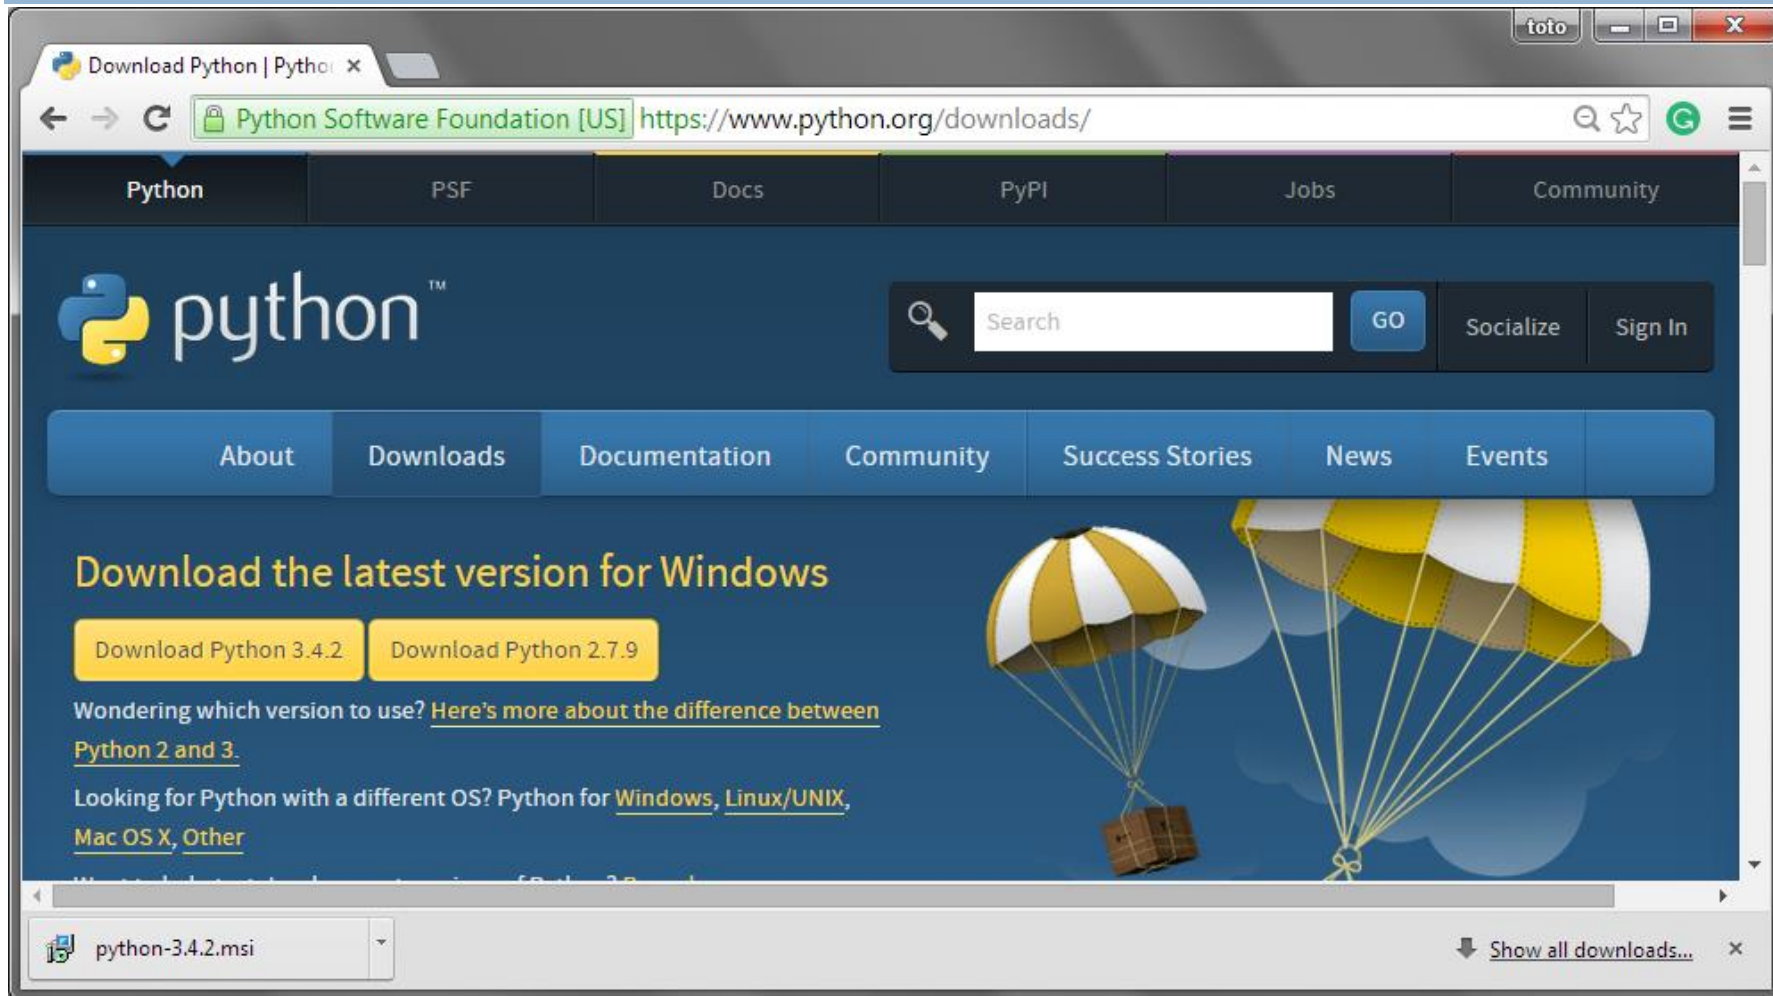 toto
Download Python | Pytho
Python Software Foundation [US] https://www.python.org/downloads/
Python PSF Docs PyPI Jobs Community
python™
Search GO Socialize Sign In
About Downloads Documentation Community Success Stories News Events
Download the latest version for Windows
Download Python 3.4.2 Download Python 2.7.9
Wondering which version to use? Here's more about the difference between
Python 2 and 3.
Looking for Python with a different OS? Python for Windows, Linux/UNIX,
Mac OS X, Other
python-3.4.2.msi Show all downloads...